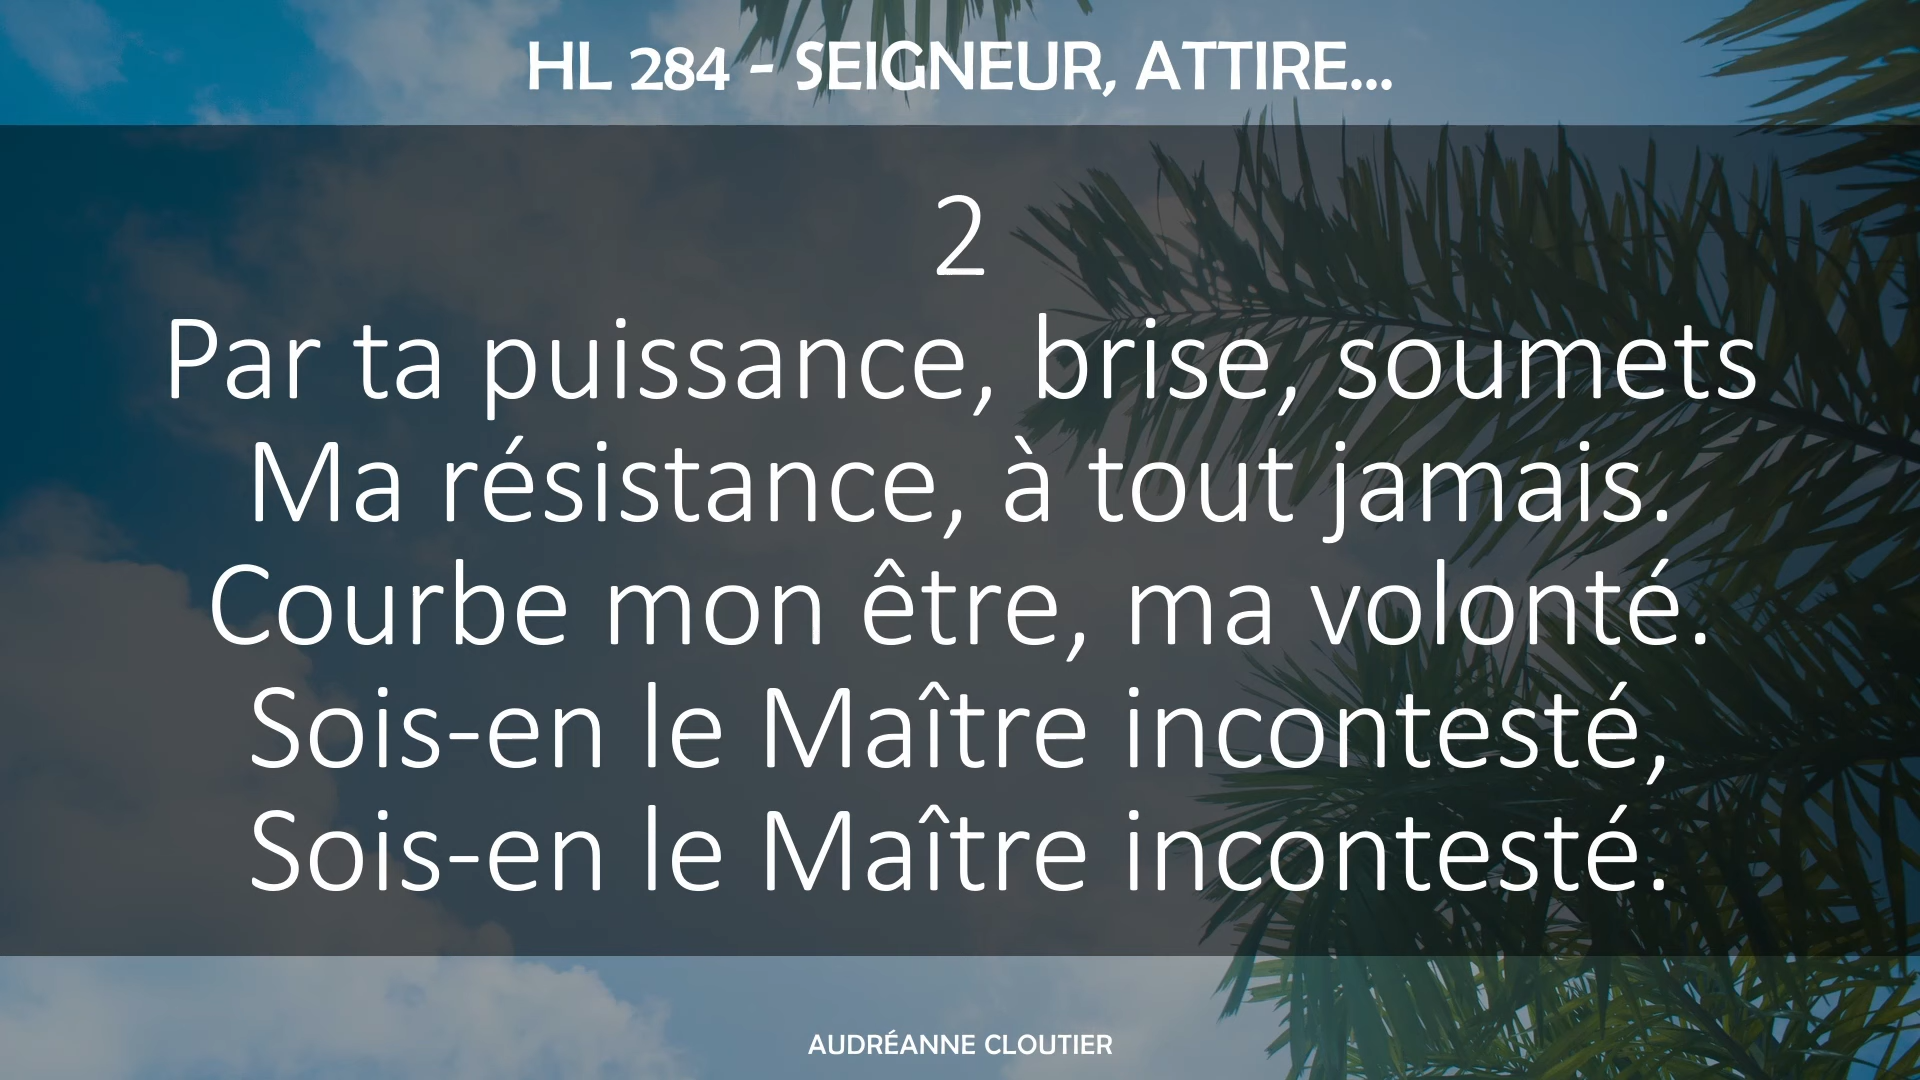 HL 284 - SEIGNEUR, ATTIRE...
2
Par ta puissance, brise, soumets
Ma résistance, à tout jamais.
Courbe mon être, ma volonté.
Sois-en le Maître incontesté,
Sois-en le Maître incontesté.
AUDRÉANNE CLOUTIER